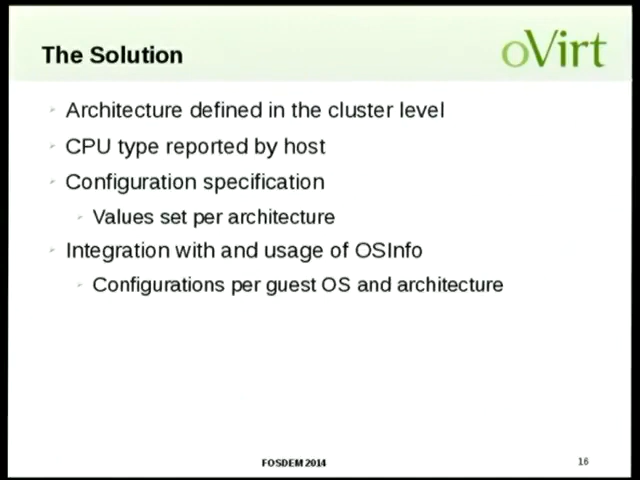 The Solution
oVirt
Architecture defined in the cluster level
CPU type reported by host
Configuration specification
Values set per architecture
Integration with and usage of OSInfo
Configurations per guest OS and architecture
FOSDEM 2014
16